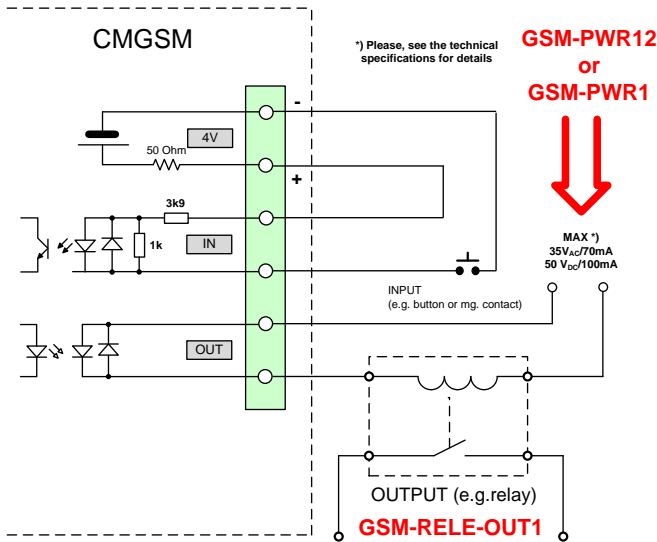 CMGSM
*) Please, see the technical
specifications for details
GSM-PWR12
or
GSM-PWR1
-
4V
50 Ohm
+
3k9
1k
IN
MAX *)
35VAC/70mA
50 VDC/100mA
INPUT
(e.g. button or mg. contact)
OUT
OUTPUT (e.g.relay)
GSM-RELE-OUT1